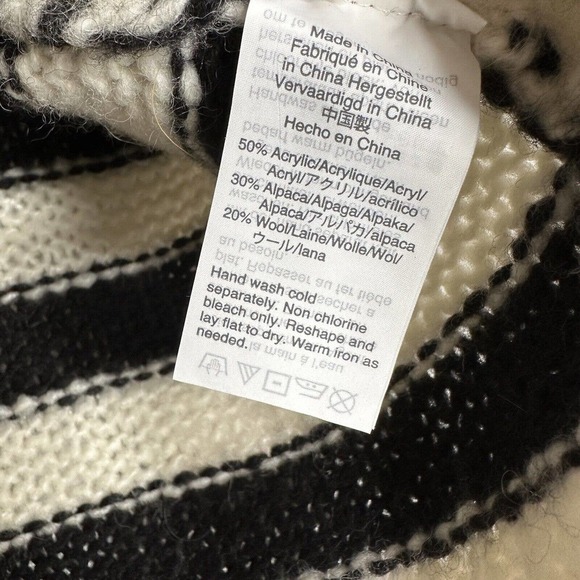 Made in China
Fabriqué en Chine
in China Hergestellt
Vervaardigd in China
中国製
Hecho en China
50% Acrylic/Acrylique/Acryl/
Acryl/アクリル/acrílico
30% Alpaca/Alpaga/Alpaka/
Alpaca/アルパカ/alpaca
20% Wool/Laine/Wolle/Wol/
ウール/lana
Hand wash cold
separately. Non chlorine
bleach only. Reshape and
lay flat to dry. Warm iron as
needed.